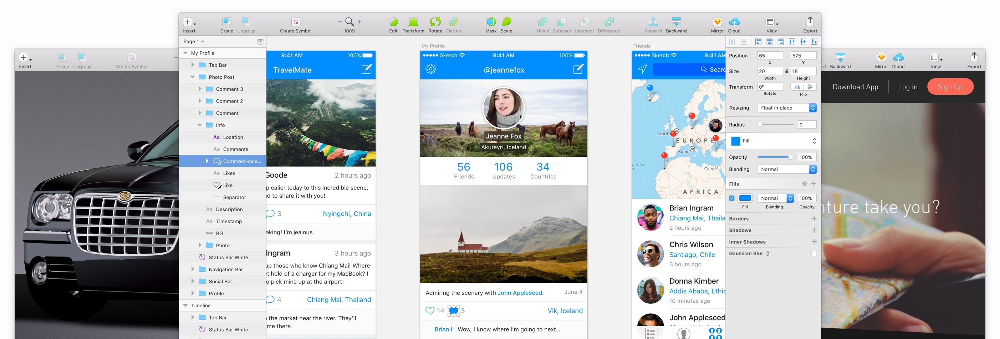 Insert
Group
Ungroup
Create Symbol
100%
Edit
Transform
Rotate
Flatten
Mask
Scale
Union
Subtract
Intersect
Difference
Forward
Backward
Mirror
Cloud
View
Export
Insert
Group
Ungroup
Create Symbol
Page 1
My Profile
Tab Bar
Photo Post
Comment 3
Comment 2
Comment
Info
Aa Location
Aa Comments
Comment-sele...
Aa Likes
Like
Separator
Aa Description
Aa Timestamp
BG
Photo
Status Bar White
Navigation Bar
Social Bar
Profile
Timeline
Tab Bar
Status Bar White
9:41 AM 100%
TravelMate
Goode 2 hours ago
p ealier today to this incredible scene.
d to share it with you!
3 Nyingchi, China
aking! I'm jealous.
Ingram 3 hours ago
up those who know Chiang Mai! Where
et hold of a charger for my MacBook? I
o pick mine up at the airport!
4 Chiang Mai, Thailand
the market near the river. They'll
me there.
My Profile
Sketch 9:41 AM 100%
@jeannefox
Jeanne Fox
Akureyri, Iceland
56 106 34
Friends Updates Countries
Admiring the scenery with John Appleseed. June 4
14 3 Vik, Iceland
Brian I: Wow, I know where I'm going to next...
Friends
Sketch 9:41 AM
Searc
3D
Londo
EUROPE
3D
Rome
antic
n
Cairo
AFRICA
Brian Ingram
Chiang Mai, Thaila
2 hours ago
Chris Wilson
Santiago, Chile
3 hours ago
Donna Kimber
Addis Ababa, Ethio
10 minutes ago
John Appleseed
Position 65 575
X Y
Size 20 18
Width Height
Transform 0º
Rotate Flip
Resizing Float in place
Radius 0
Fill
Opacity 100%
Blending Normal
Fills
Normal 100%
Fill Blending Opacity
Borders
Shadows
Inner Shadows
Gaussian Blur
rd
Backward
Mirror
Cloud
View
Export
Download App Log in Sign Up
nture take you?